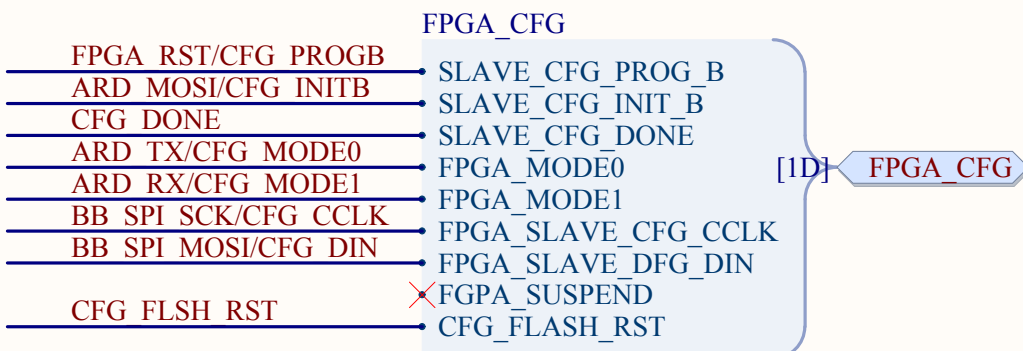 FPGA_CFG
FPGA_RST/CFG_PROGB SLAVE_CFG_PROG_B
ARD_MOSI/CFG_INITB SLAVE_CFG_INIT_B
CFG_DONE SLAVE_CFG_DONE
ARD_TX/CFG_MODE0 FPGA_MODE0 [1D] FPGA_CFG
ARD_RX/CFG_MODE1 FPGA_MODE1
BB_SPI_SCK/CFG_CCLK FPGA_SLAVE_CFG_CCLK
BB_SPI_MOSI/CFG_DIN FPGA_SLAVE_DFG_DIN
FGPA_SUSPEND
CFG_FLSH_RST CFG_FLASH_RST